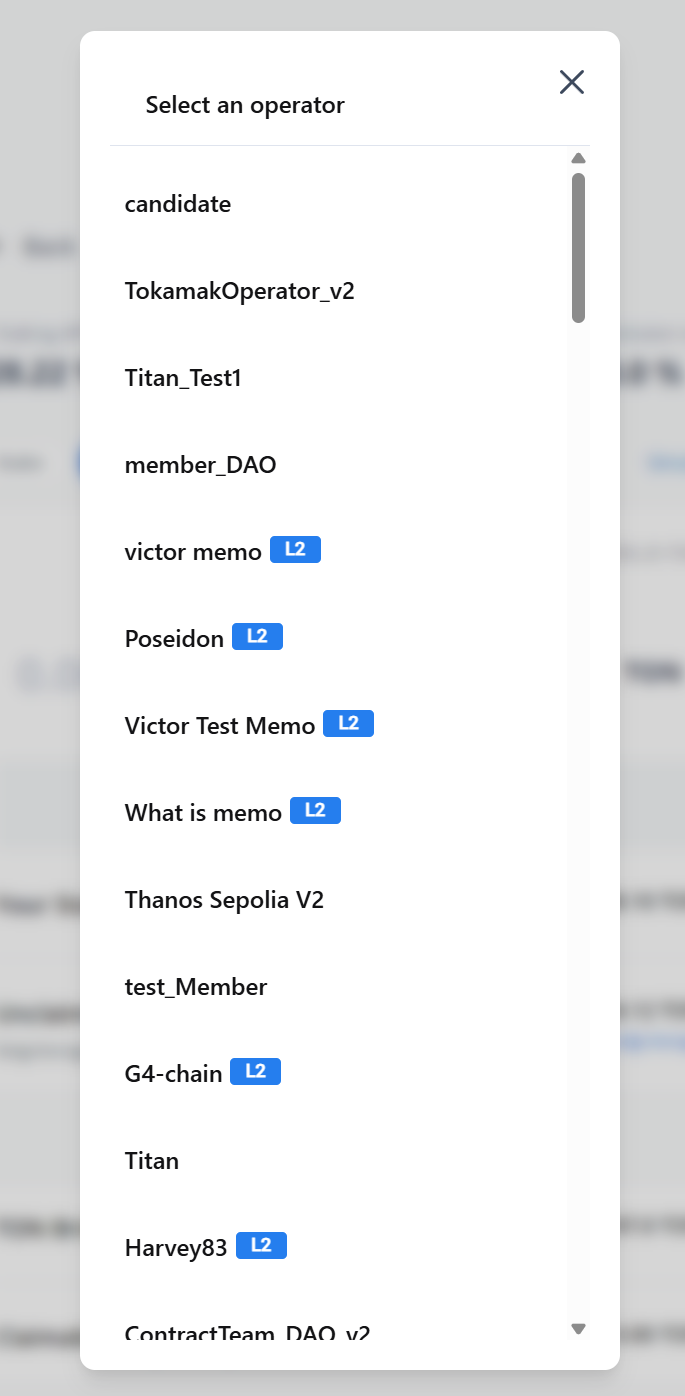 Select an operator
candidate
TokamakOperator_v2
Titan_Test1
member_DAO
victor memo L2
Poseidon L2
Victor Test Memo L2
What is memo L2
Thanos Sepolia V2
test_Member
G4-chain L2
Titan
Harvey83 L2
ContractTeam_DAO_v2